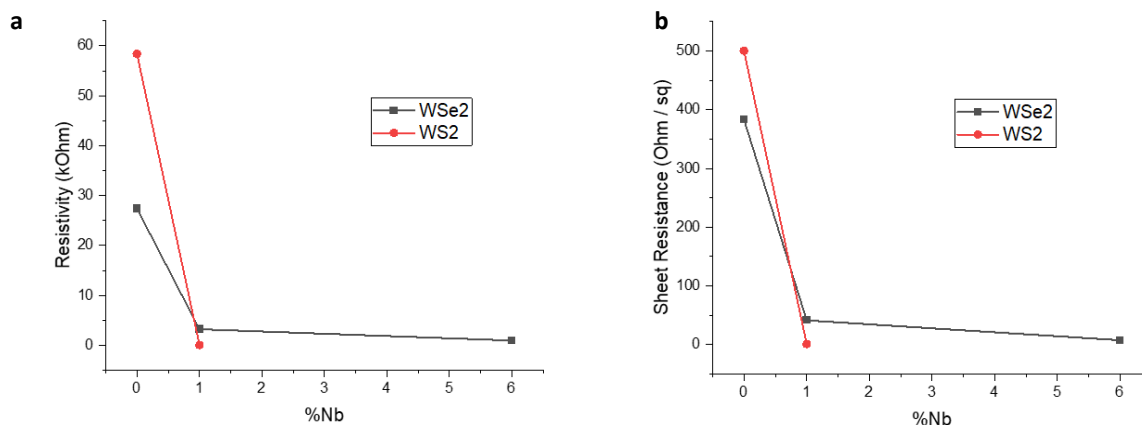 a
60
50
40
30
20
10
0
Resistivity (kOhm)
WSe2
WS2
0 1 2 3 4 5 6
%Nb
b
500
400
300
200
100
0
Sheet Resistance (Ohm / sq)
WSe2
WS2
0 1 2 3 4 5 6
%Nb